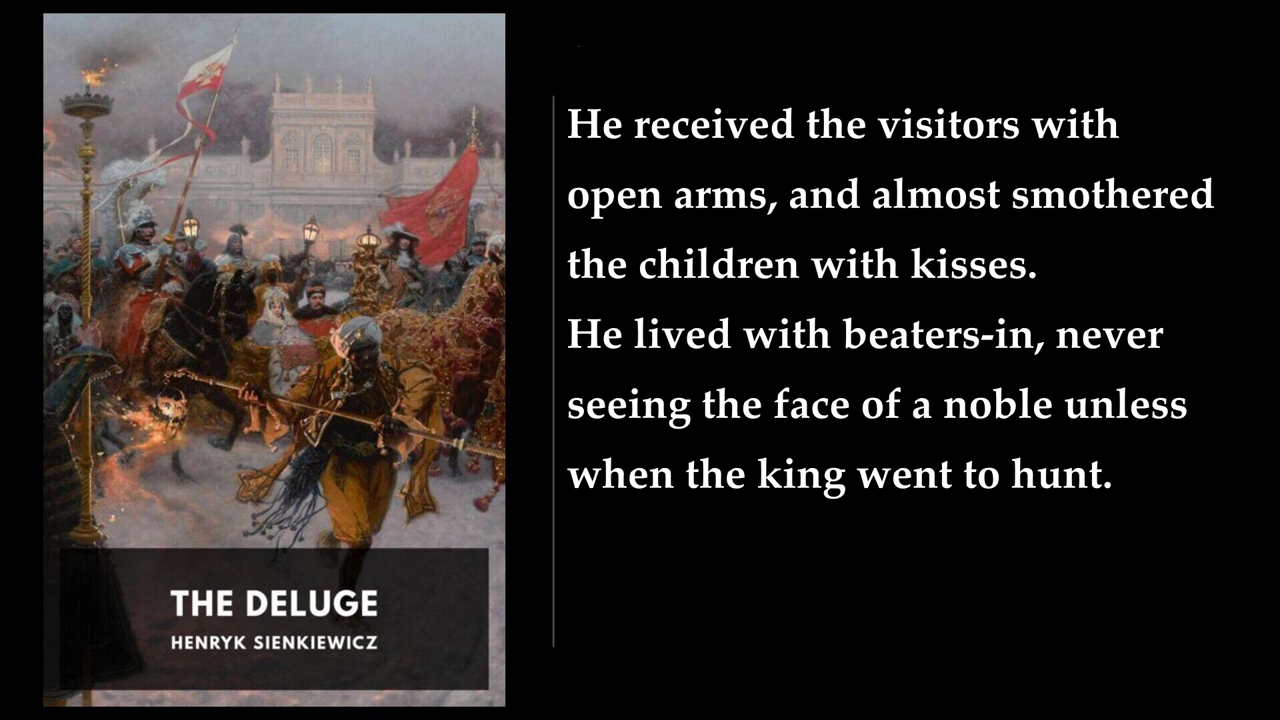 THE DELUGE
HENRYK SIENKIEWICZ
He received the visitors with
open arms, and almost smothered
the children with kisses.
He lived with beaters-in, never
seeing the face of a noble unless
when the king went to hunt.